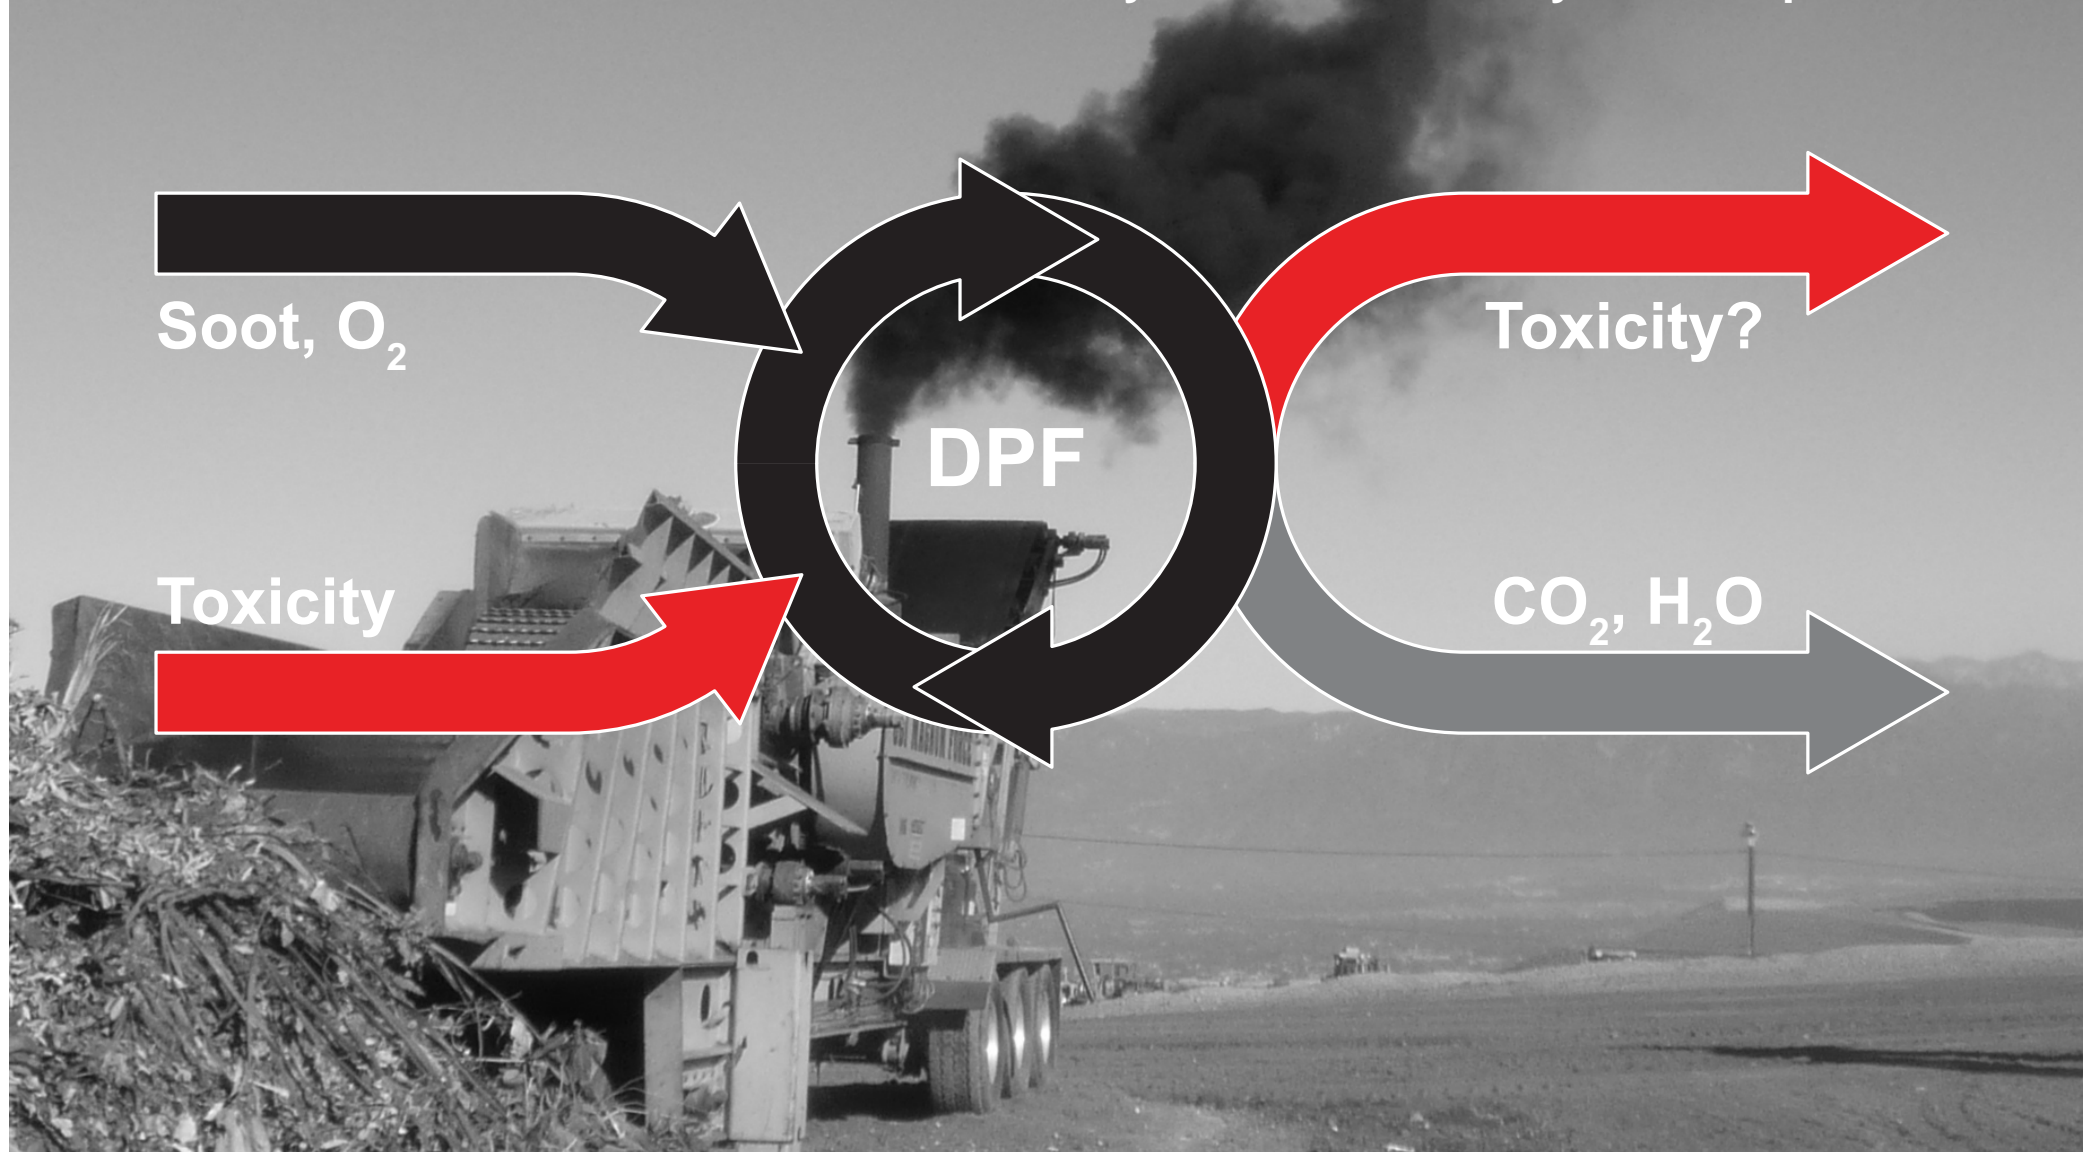 Soot, O₂
Toxicity?
DPF
Toxicity
CO₂, H₂O